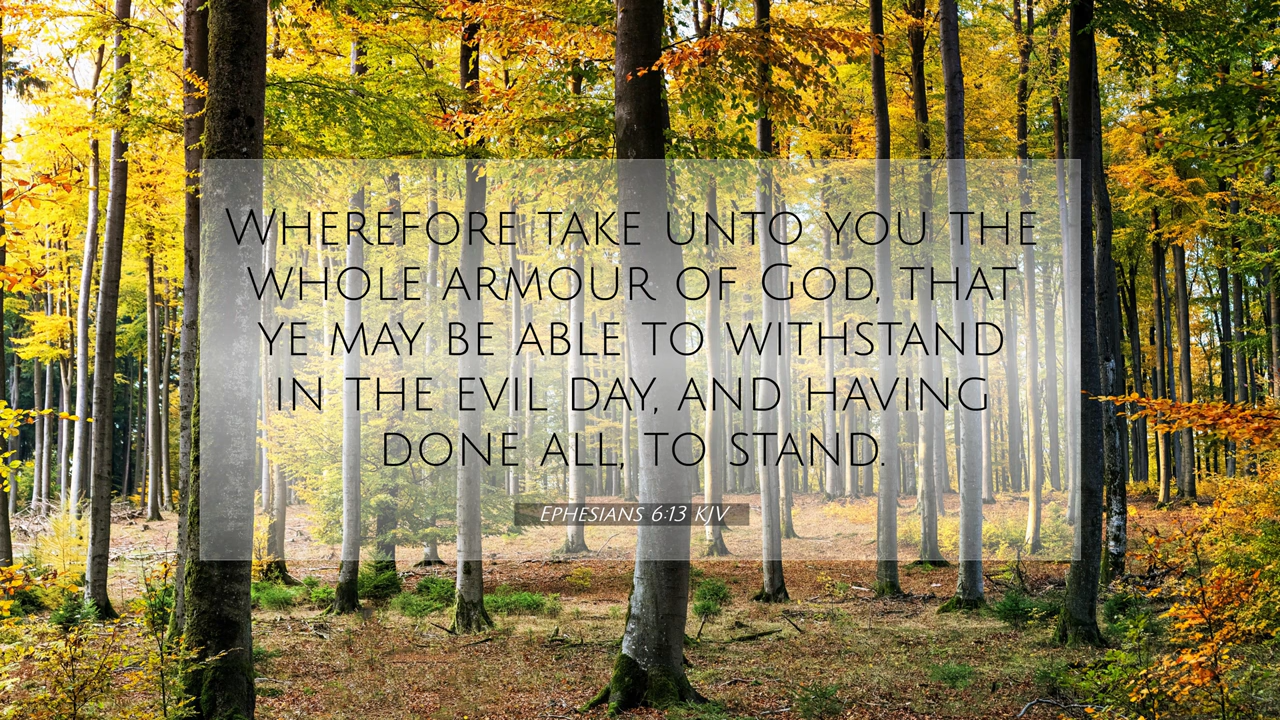 Wherefore take unto you the
whole armour of God, that
ye may be able to withstand
in the evil day, and having
done all, to stand.
Ephesians 6:13 KJV